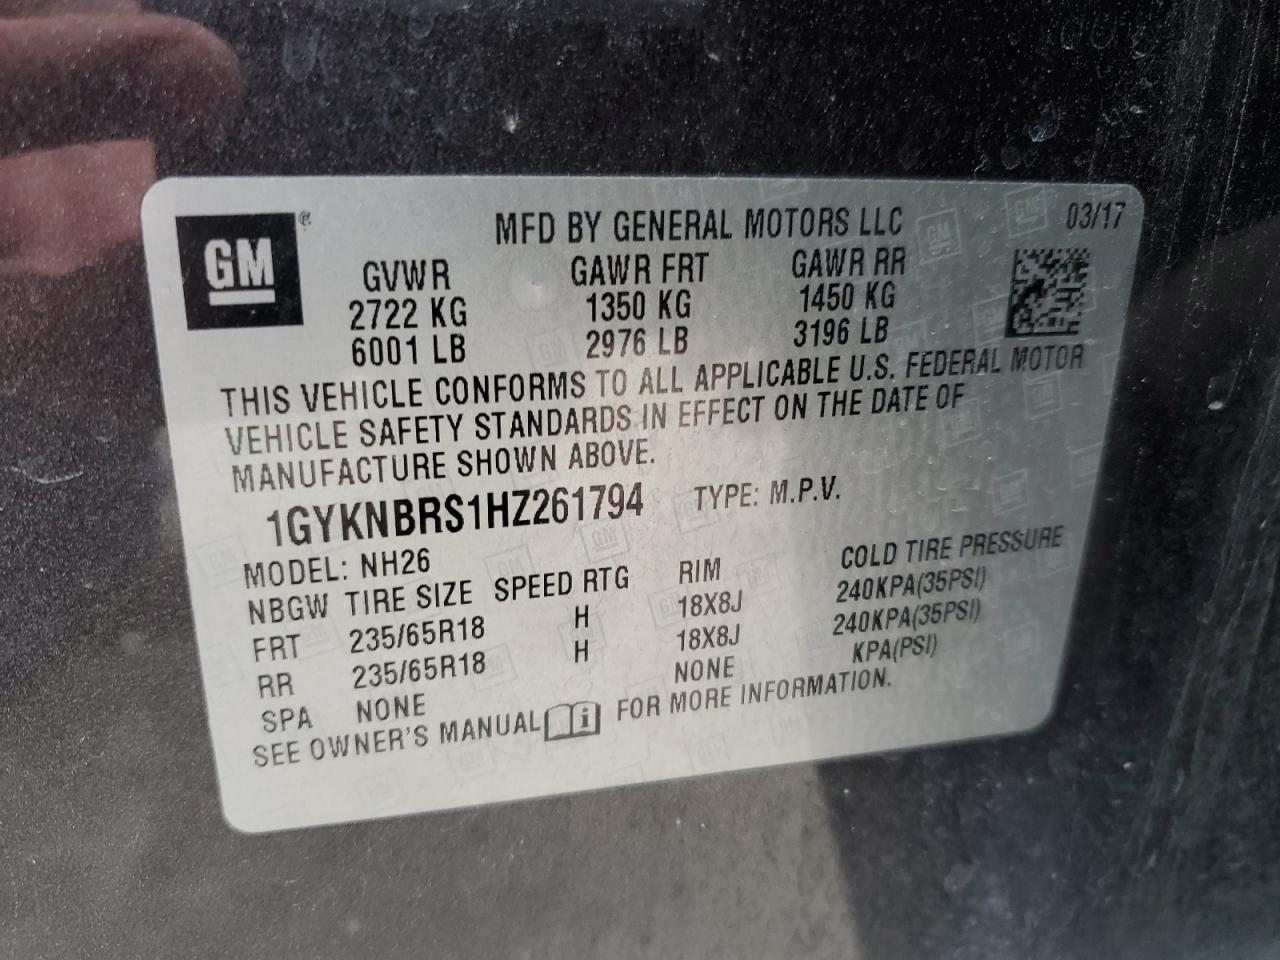 GM ®
MFD BY GENERAL MOTORS LLC 03/17
GVWR GAWR FRT GAWR RR
2722 KG 1350 KG 1450 KG
6001 LB 2976 LB 3196 LB
THIS VEHICLE CONFORMS TO ALL APPLICABLE U.S. FEDERAL MOTOR
VEHICLE SAFETY STANDARDS IN EFFECT ON THE DATE OF
MANUFACTURE SHOWN ABOVE.
1GYKNBRS1HZ261794 TYPE: M.P.V.
MODEL: NH26
NBGW TIRE SIZE SPEED RTG RIM COLD TIRE PRESSURE
FRT 235/65R18 H 18X8J 240KPA(35PSI)
RR 235/65R18 H 18X8J 240KPA(35PSI)
SPA NONE NONE KPA(PSI)
SEE OWNER'S MANUAL FOR MORE INFORMATION.